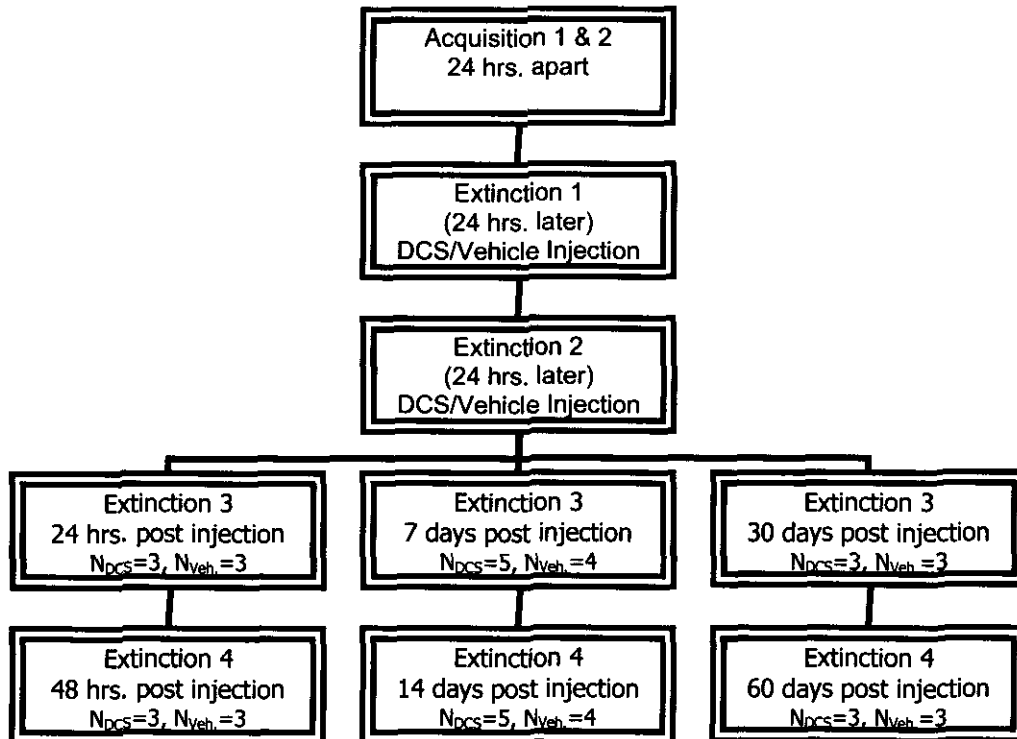 Acquisition 1 & 2
24 hrs. apart
Extinction 1
(24 hrs. later)
DCS/Vehicle Injection
Extinction 2
(24 hrs. later)
DCS/Vehicle Injection
Extinction 3
24 hrs. post injection
NDCS=3, NVeh.=3
Extinction 3
7 days post injection
NDCS=5, NVeh.=4
Extinction 3
30 days post injection
NDCS=3, NVeh.=3
Extinction 4
48 hrs. post injection
NDCS=3, NVeh.=3
Extinction 4
14 days post injection
NDCS=5, NVeh.=4
Extinction 4
60 days post injection
NDCS=3, NVeh.=3